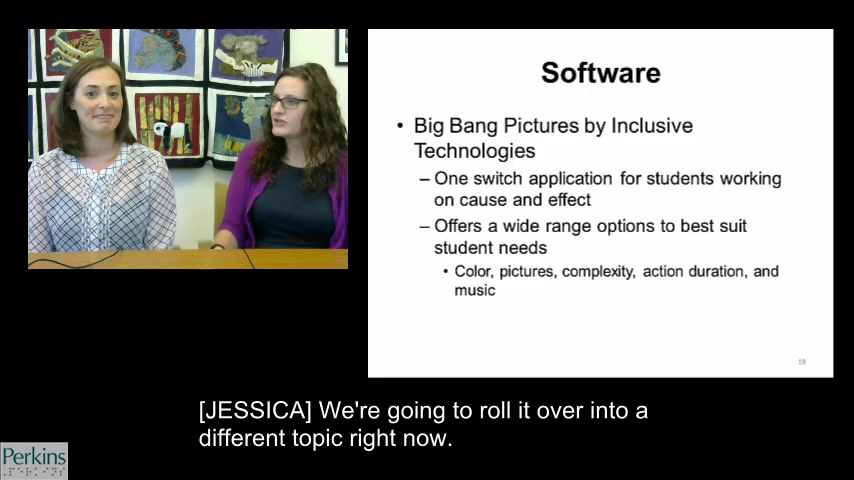 Software
• Big Bang Pictures by Inclusive
Technologies
– One switch application for students working
on cause and effect
– Offers a wide range options to best suit
student needs
• Color, pictures, complexity, action duration, and
music
18
[JESSICA] We're going to roll it over into a
different topic right now.
Perkins